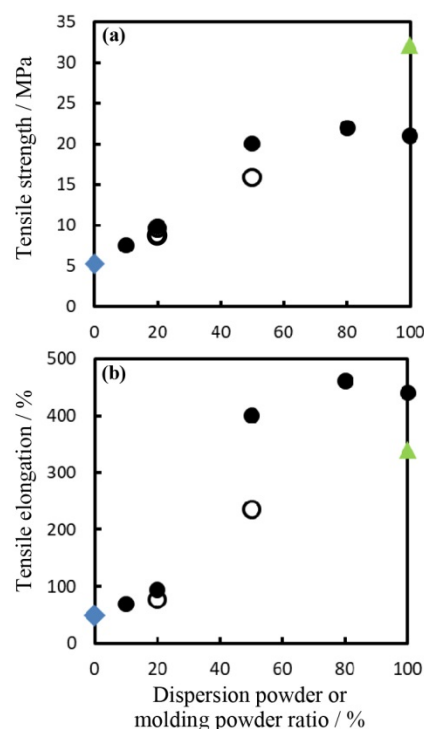 (a)
Tensile strength / MPa
35
30
25
20
15
10
5
0
0 20 40 60 80 100
(b)
Tensile elongation / %
500
400
300
200
100
0
0 20 40 60 80 100
Dispersion powder or
molding powder ratio / %